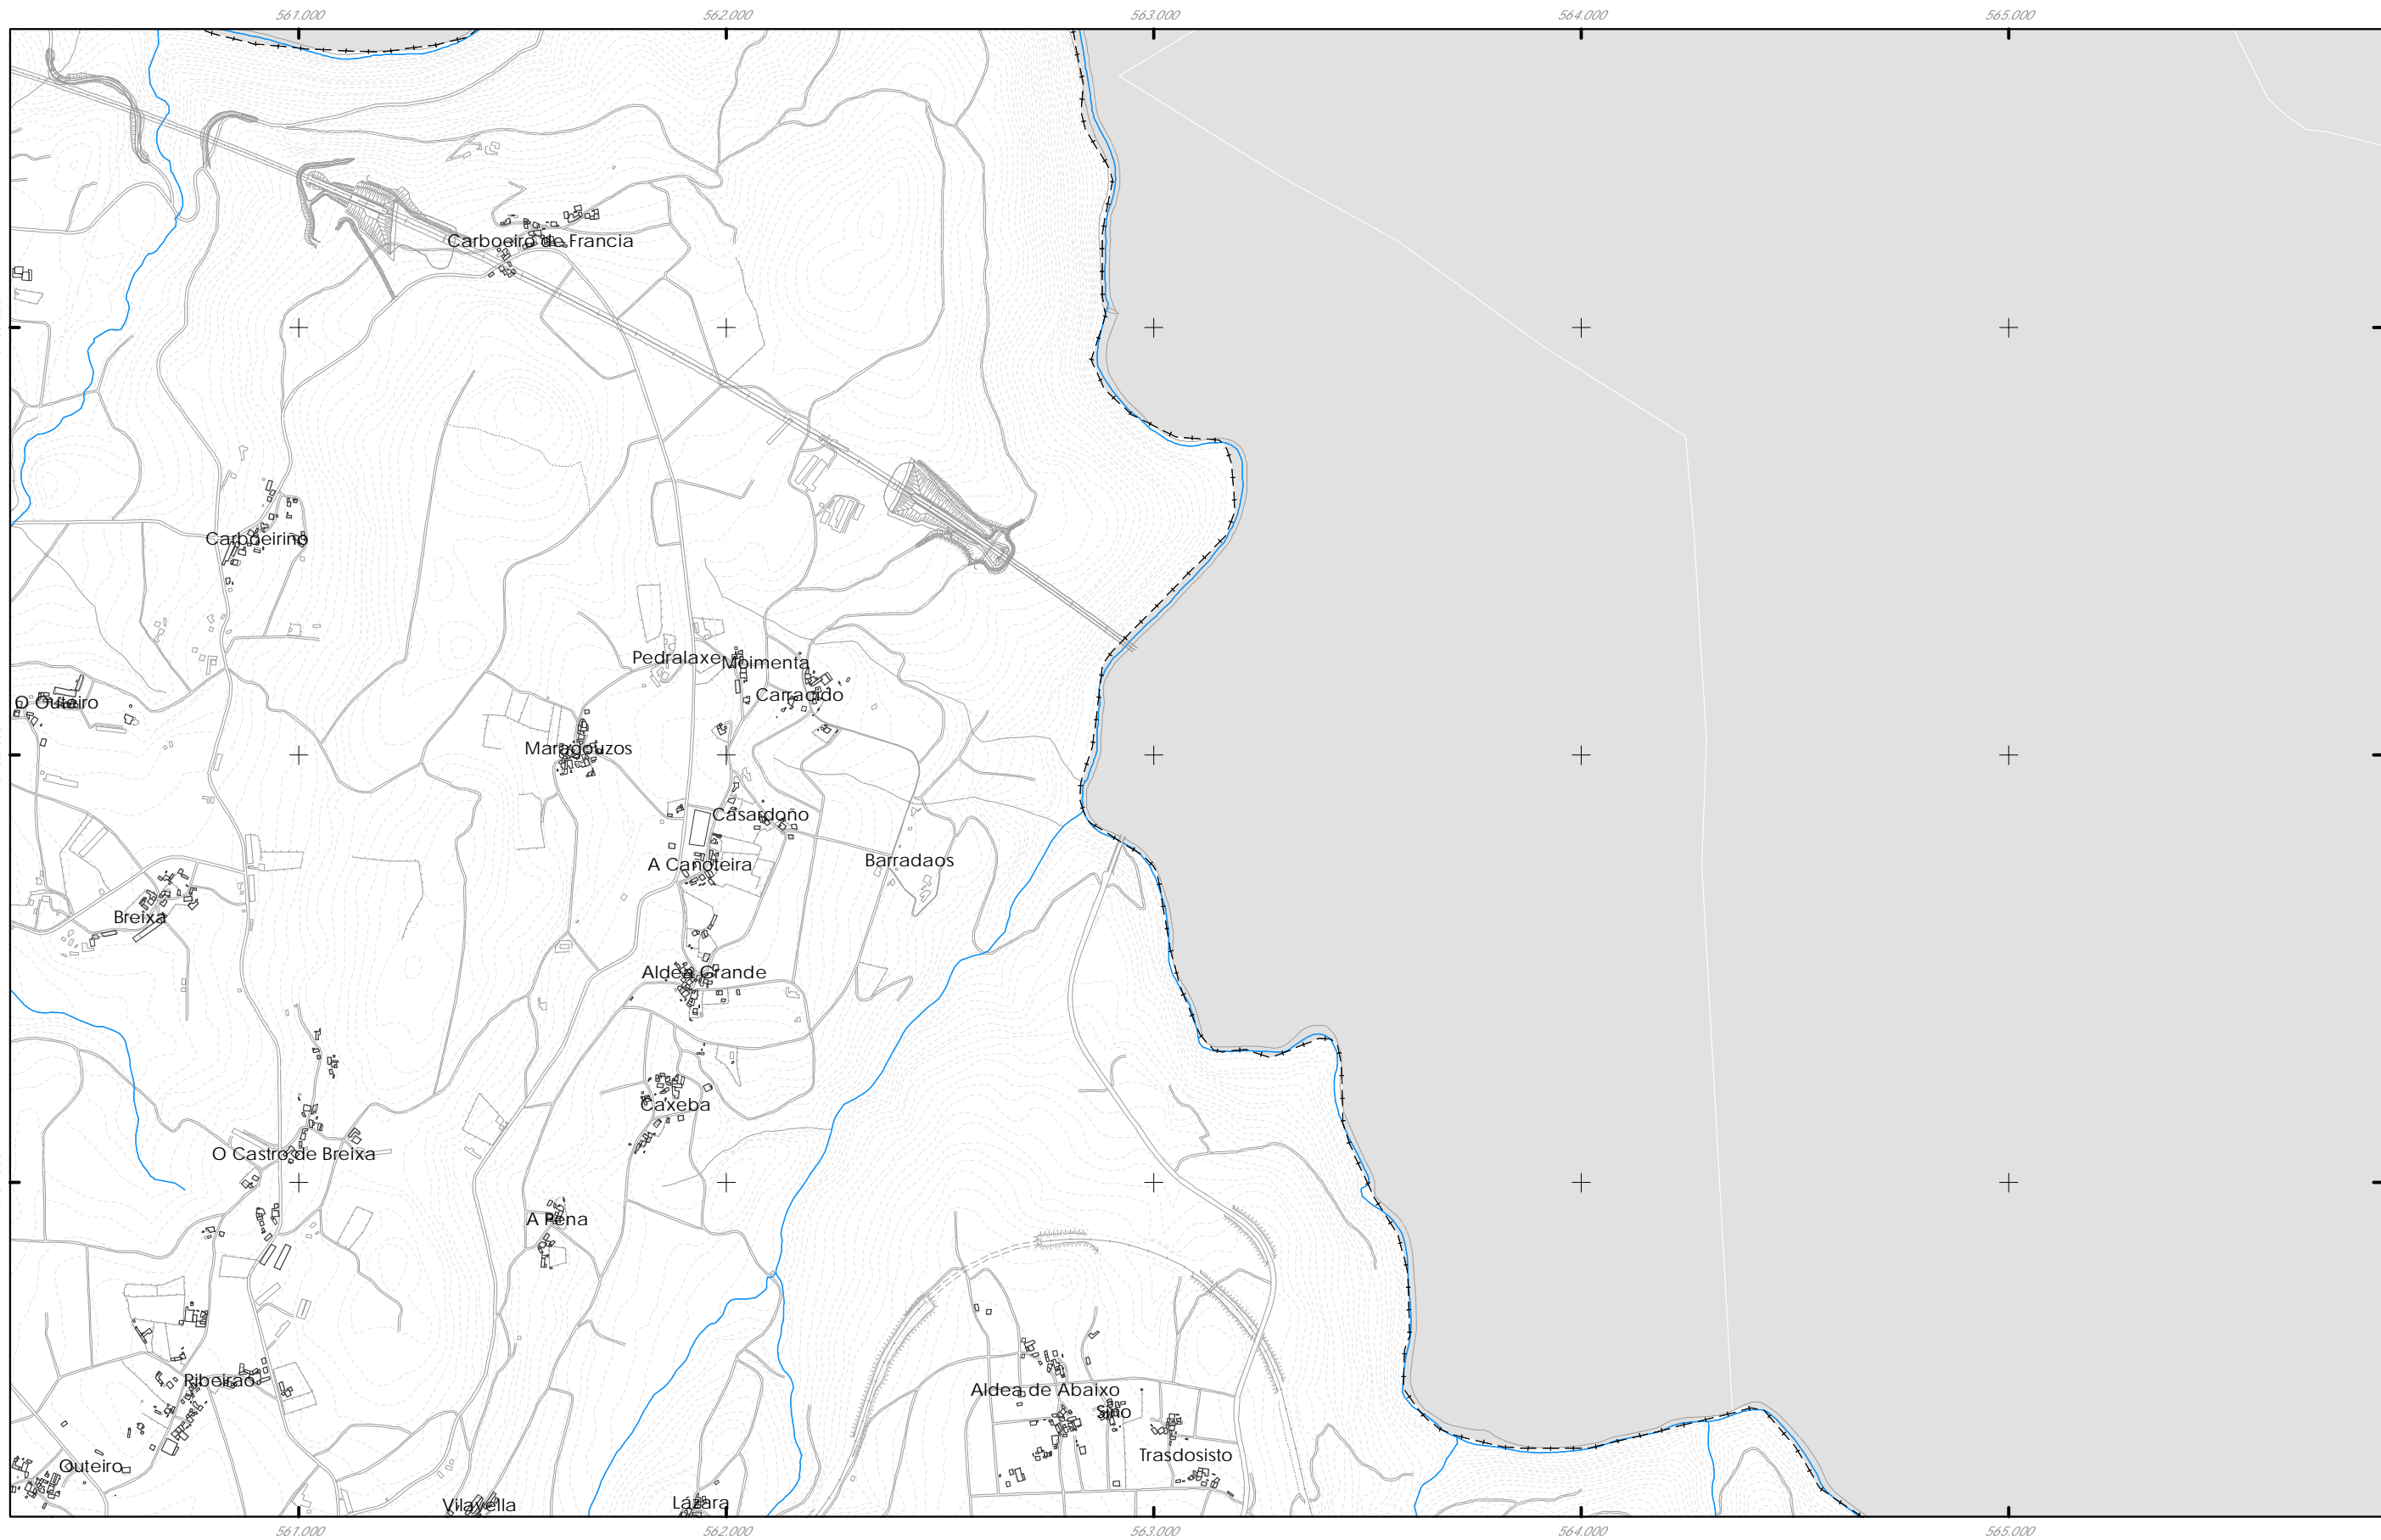 561.000 562.000 563.000 564.000 565.000
Carboeiro de Francia
Carboeirino
Pedralaxe
Moimenta
Carracido
O Outeiro
Maragouzos
Casardoño
A Canoteira
Barradaos
Breixa
Aldea Grande
Caxeba
O Castro de Breixa
A Pena
Ribeirao
Aldea de Abaixo
Sino
Trasdosisto
Outeiro
Vilavella
Lázara
561.000 562.000 563.000 564.000 565.000